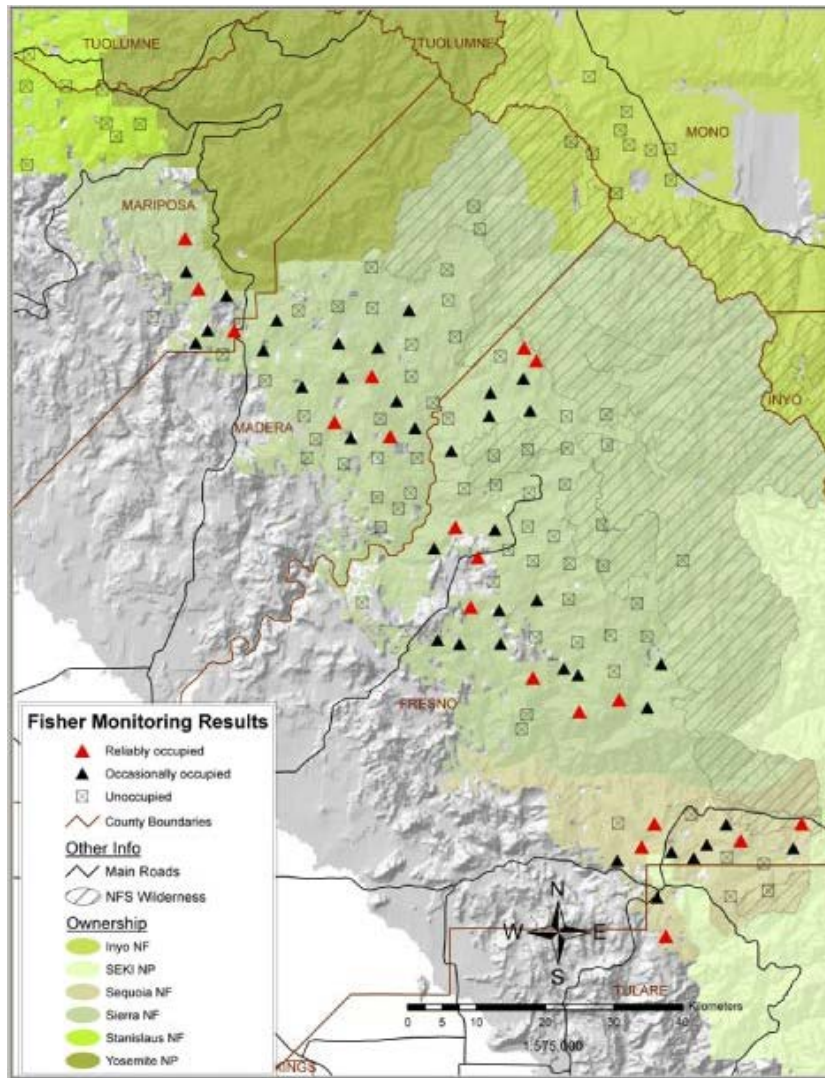 TUOLUMNE
TUOLUMNE
MONO
MARIPOSA
INYO
MADERA
FRESNO
Fisher Monitoring Results
Reliably occupied
Occasionally occupied
Unoccupied
County Boundaries
Other Info
Main Roads
NFS Wilderness
Ownership
Inyo NF
SEKI NP
Sequoia NF
Sierra NF
Stanislaus NF
Yosemite NP
N
W E
S
TULARE
Kilometers
0 5 10 20 30 40
1:575,000
INGS